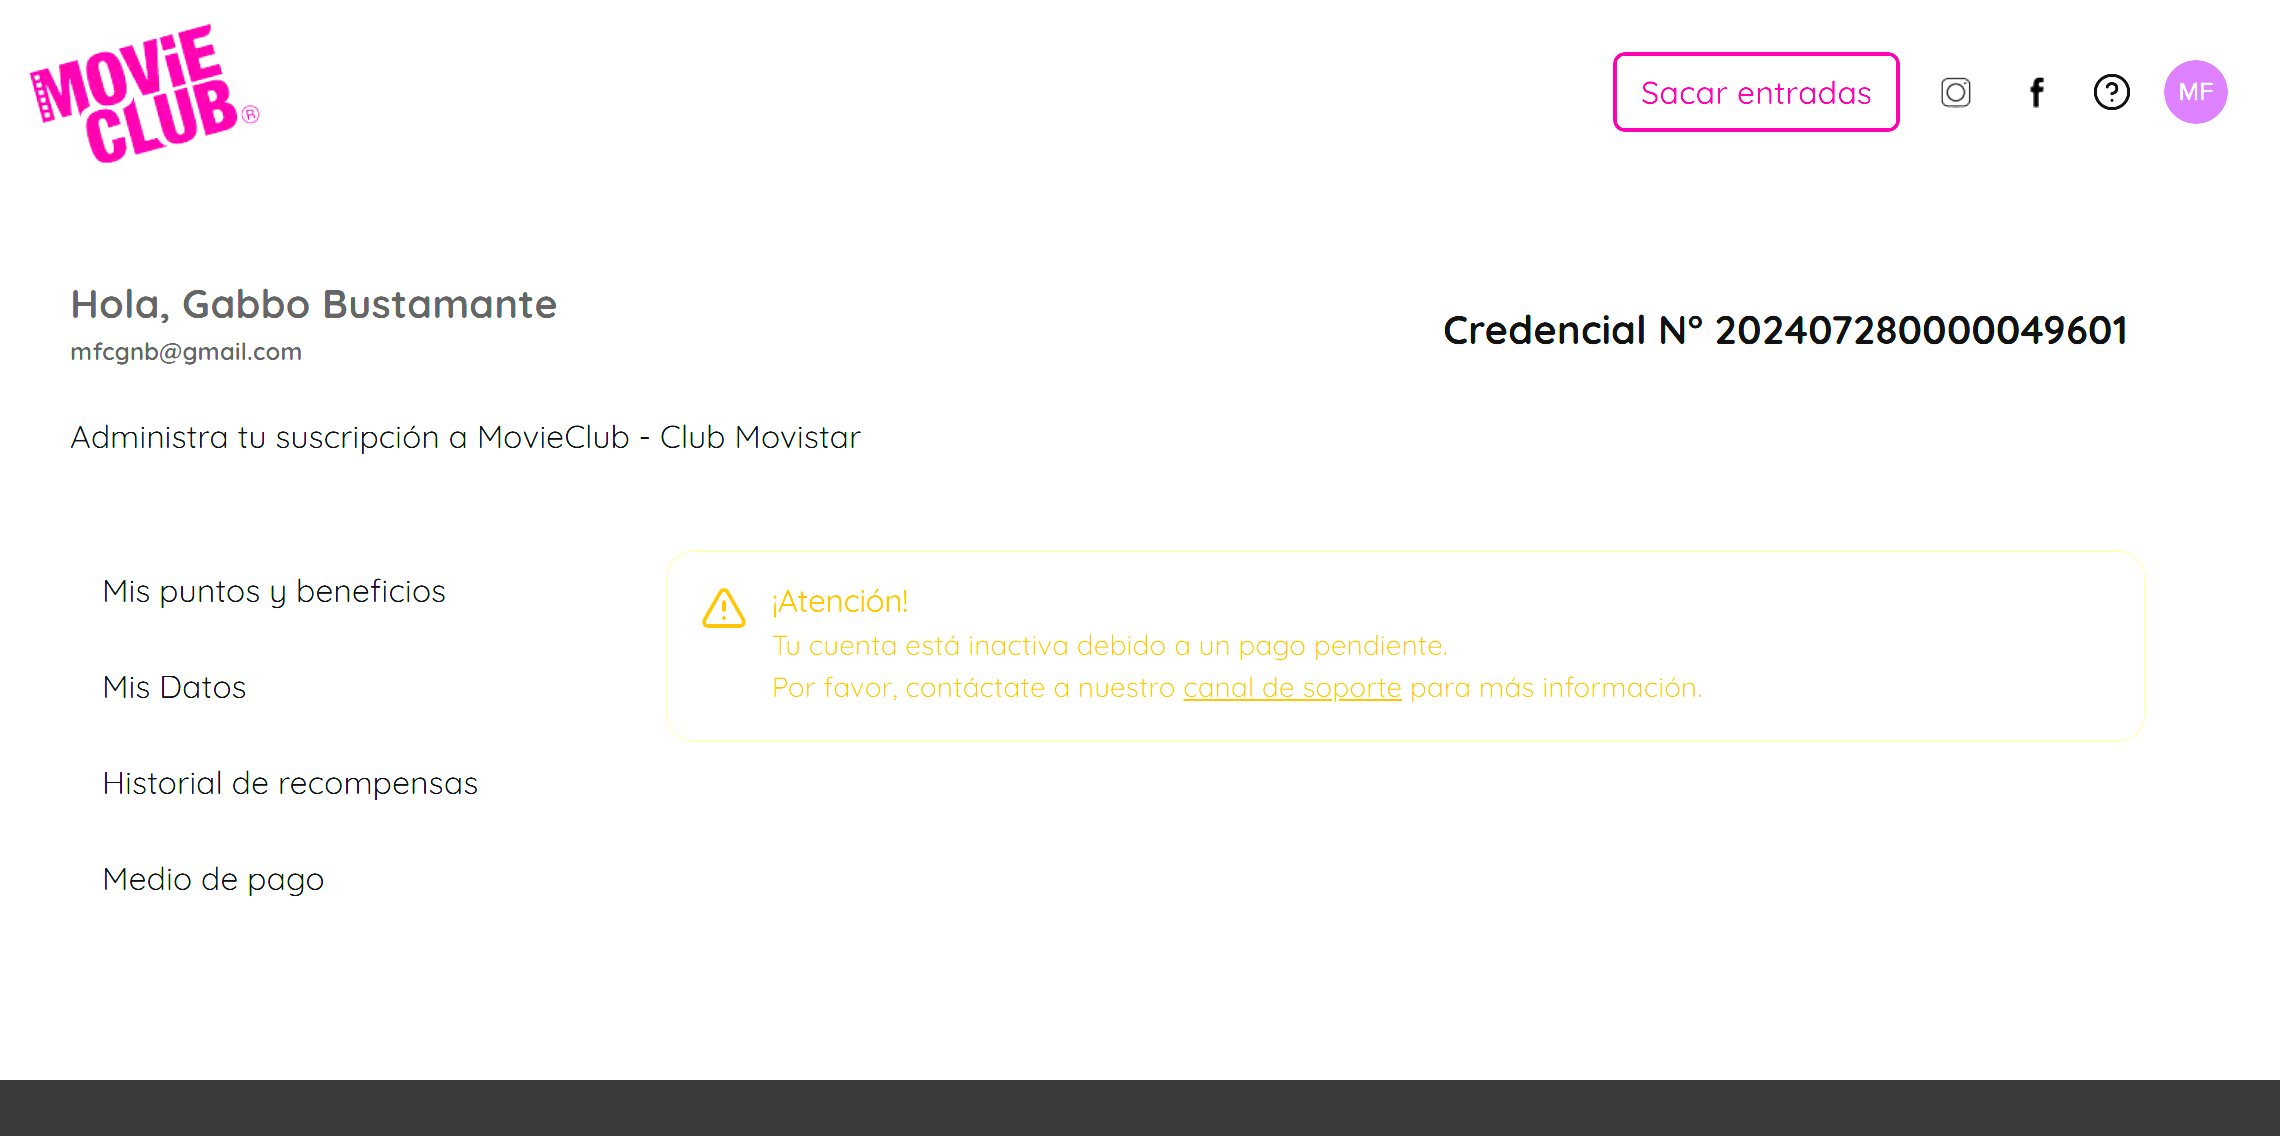 MOViE
CLUB®
Sacar entradas
MF
Hola, Gabbo Bustamante
mfcgnb@gmail.com
Credencial N° 202407280000049601
Administra tu suscripción a MovieClub - Club Movistar
Mis puntos y beneficios
Mis Datos
Historial de recompensas
Medio de pago
¡Atención!
Tu cuenta está inactiva debido a un pago pendiente.
Por favor, contáctate a nuestro canal de soporte para más información.